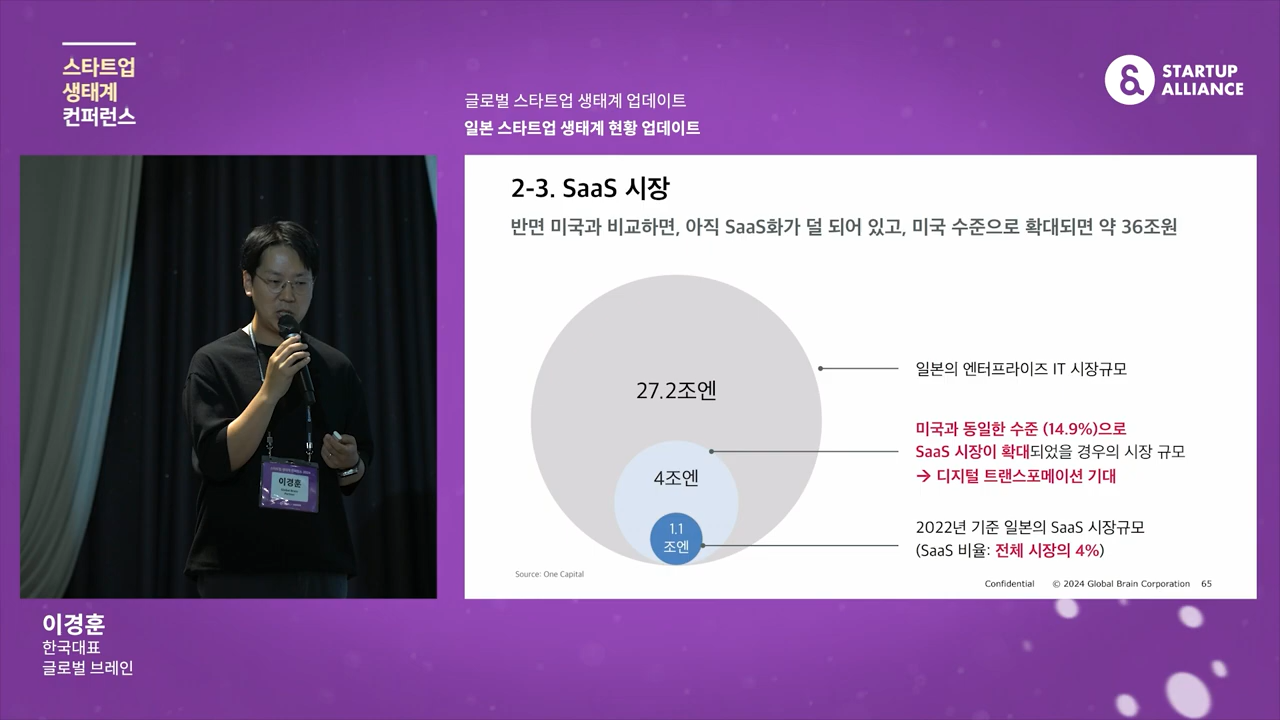 스타트업
생태계
컨퍼런스
글로벌 스타트업 생태계 업데이트
일본 스타트업 생태계 현황 업데이트
STARTUP
ALLIANCE
2-3. SaaS 시장
반면 미국과 비교하면, 아직 SaaS화가 덜 되어 있고, 미국 수준으로 확대되면 약 36조원
27.2조엔
일본의 엔터프라이즈 IT 시장규모
4조엔
미국과 동일한 수준 (14.9%)으로
SaaS 시장이 확대되었을 경우의 시장 규모
→ 디지털 트랜스포메이션 기대
1.1
조엔
2022년 기준 일본의 SaaS 시장규모
(SaaS 비율: 전체 시장의 4%)
Source: One Capital
Confidential © 2024 Global Brain Corporation 65
이경훈
이경훈
한국대표
글로벌 브레인